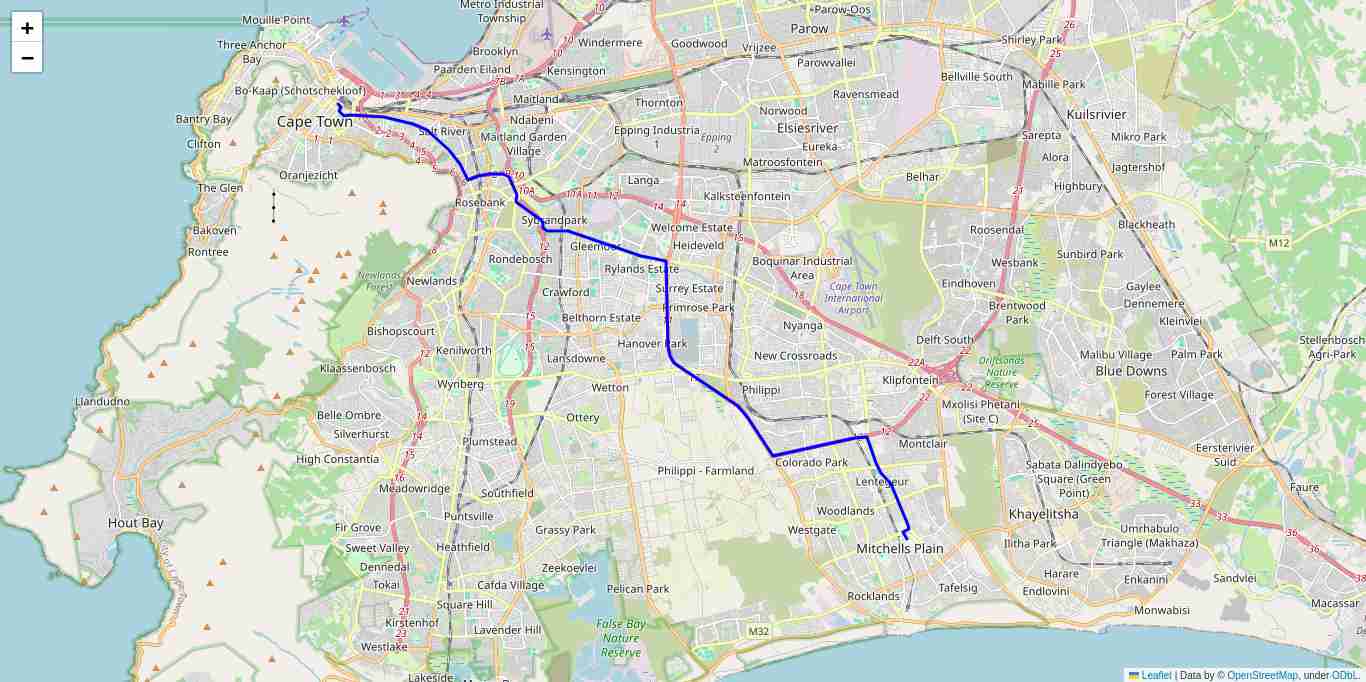 +
−
Mouille Point
Metro Industrial
Township
Parow-Oos
Three Anchor
Bay
Windermere
Goodwood
Vrijzee
Parow
Shirley Park
Brooklyn
Paarden Eiland
Kensington
Parowvallei
Bellville South
Mabille Park
Bo-Kaap (Schotschekloof)
Maitland
Thornton
Ravensmead
Norwood
Kuilsrivier
Bantry Bay
Cape Town
Salt River
Ndabeni
Maitland Garden
Village
Epping Industria
1
Epping
2
Elsiesriver
Eureka
Sarepta
Mikro Park
Clifton
Matroosfontein
Alora
Jagtershof
Oranjezicht
Langa
Belhar
Highbury
The Glen
Rosebank
Kalksteenfontein
Bakoven
Sybrandpark
Welcome Estate
Roosendal
Blackheath
Rontree
Gleemoor
Heideveld
M12
Rondebosch
Rylands Estate
Boquinar Industrial
Area
Wesbank
Sunbird Park
Newlands
Forest
Newlands
Crawford
Surrey Estate
Cape Town
International
Airport
Eindhoven
Gaylee
Dennemere
Belthorn Estate
Primrose Park
Brentwood
Park
Kleinvlei
Bishopscourt
Nyanga
Hanover Park
Delft South
Stellenbosch
Agri-Park
Kenilworth
Lansdowne
New Crossroads
Malibu Village
Palm Park
Klaassenbosch
Driftsands
Nature
Reserve
Blue Downs
Wynberg
Wetton
Philippi
Klipfontein
Forest Village
Llandudno
Belle Ombre
Ottery
Mxolisi Phetani
(Site C)
Silverhurst
Plumstead
Montclair
Eersterivier
Suid
High Constantia
Philippi - Farmland
Colorado Park
Sabata Dalindyebo
Square (Green
Point)
Meadowridge
Southfield
Lentegeur
Faure
Hout Bay
Puntsville
Woodlands
Khayelitsha
Fir Grove
Grassy Park
Westgate
Umrhabulo
Triangle (Makhaza)
Sweet Valley
Heathfield
Mitchells Plain
Ilitha Park
Dennedal
Zeekoevlei
Harare
Enkanini
Sandvlei
Tokai
Cafda Village
Pelican Park
Rocklands
Tafelsig
Endlovini
Macassar
Square Hill
Monwabisi
Kirstenhof
Lavender Hill
False Bay
Nature
Reserve
M32
Westlake
Lakeside
Leaflet | Data by © OpenStreetMap, under ODbL.